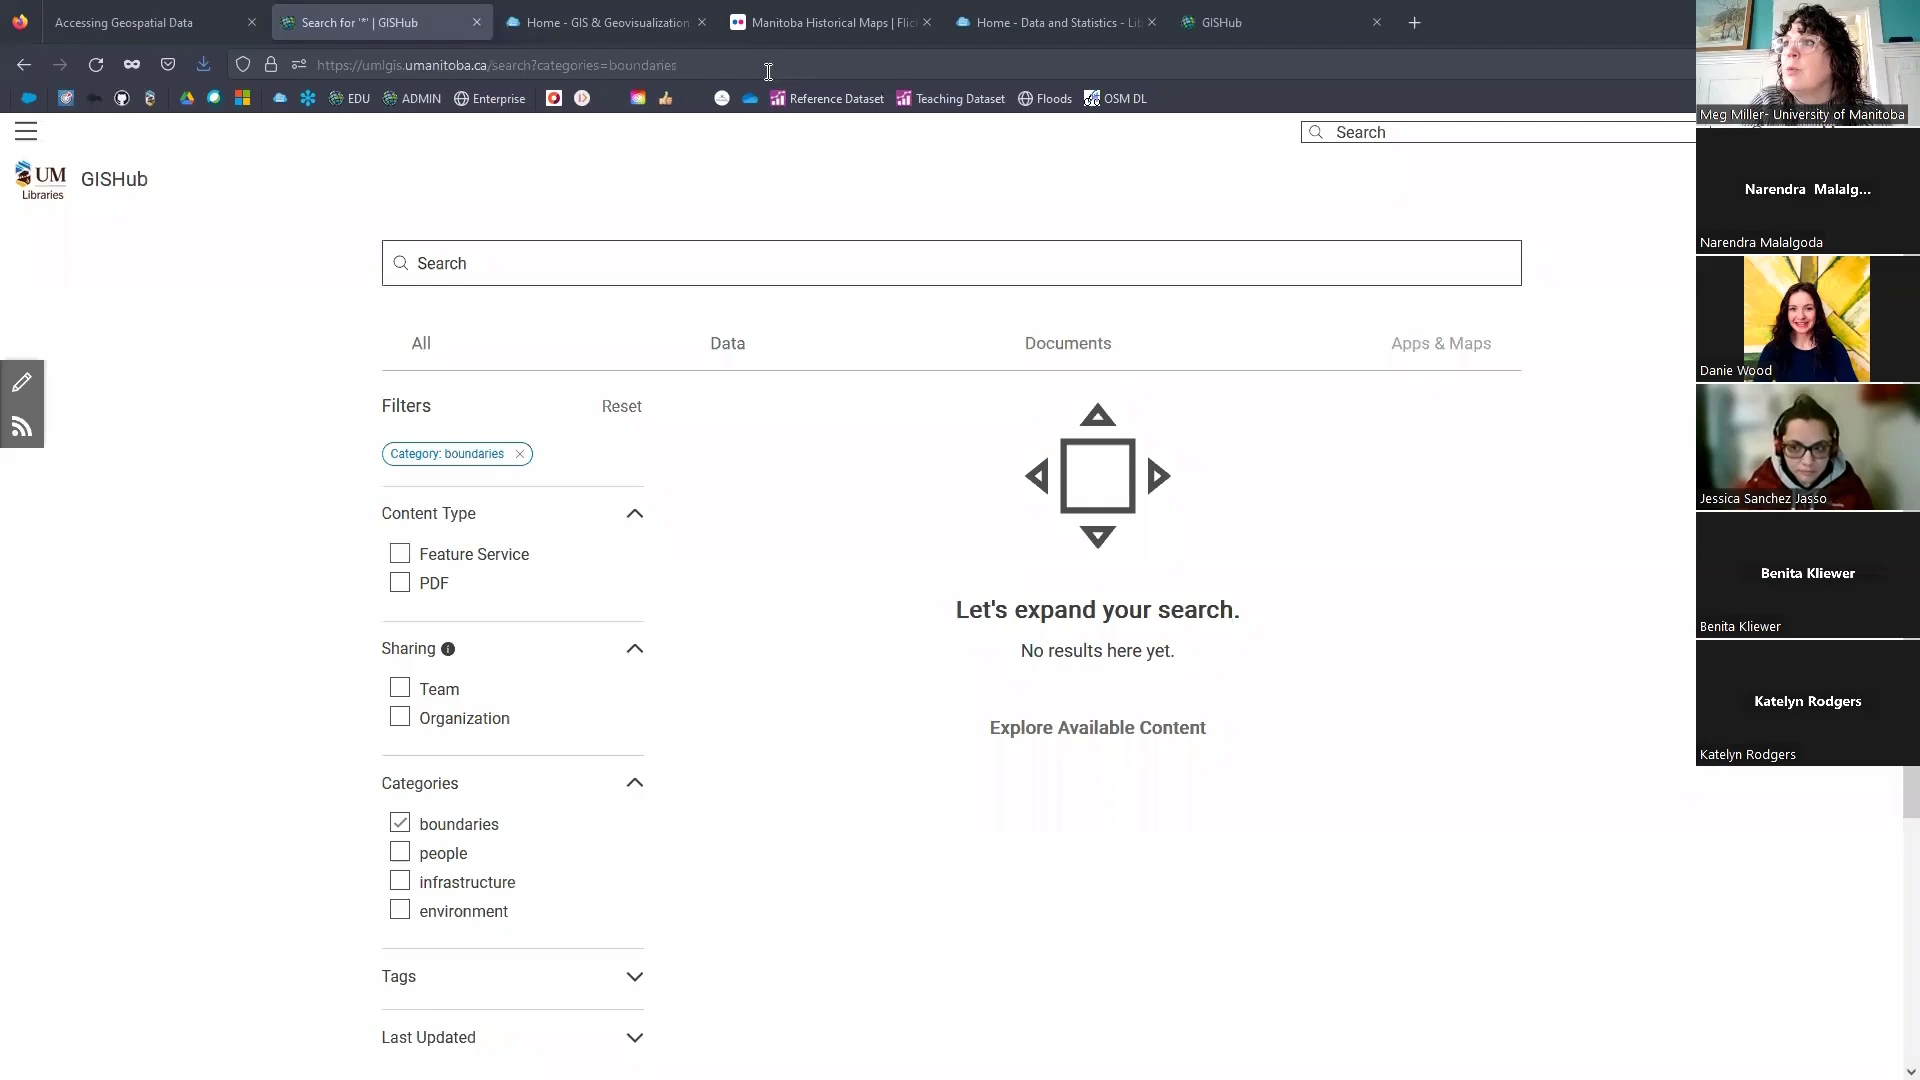 Accessing Geospatial Data
Search for '*' | GISHub
Home - GIS & Geovisualization
Manitoba Historical Maps | Flic
Home - Data and Statistics - Lib
GISHub
https://umlgis.umanitoba.ca/search?categories=boundaries
EDU
ADMIN
Enterprise
Reference Dataset
Teaching Dataset
Floods
OSM DL
Search
UM
Libraries
GISHub
Search
All
Data
Documents
Apps & Maps
Filters
Reset
Category: boundaries
Content Type
Feature Service
PDF
Sharing
Team
Organization
Categories
boundaries
people
infrastructure
environment
Tags
Last Updated
Let's expand your search.
No results here yet.
Explore Available Content
Meg Miller- University of Manitoba
Narendra Malalg...
Narendra Malalgoda
Danie Wood
Jessica Sanchez Jasso
Benita Kliewer
Benita Kliewer
Katelyn Rodgers
Katelyn Rodgers